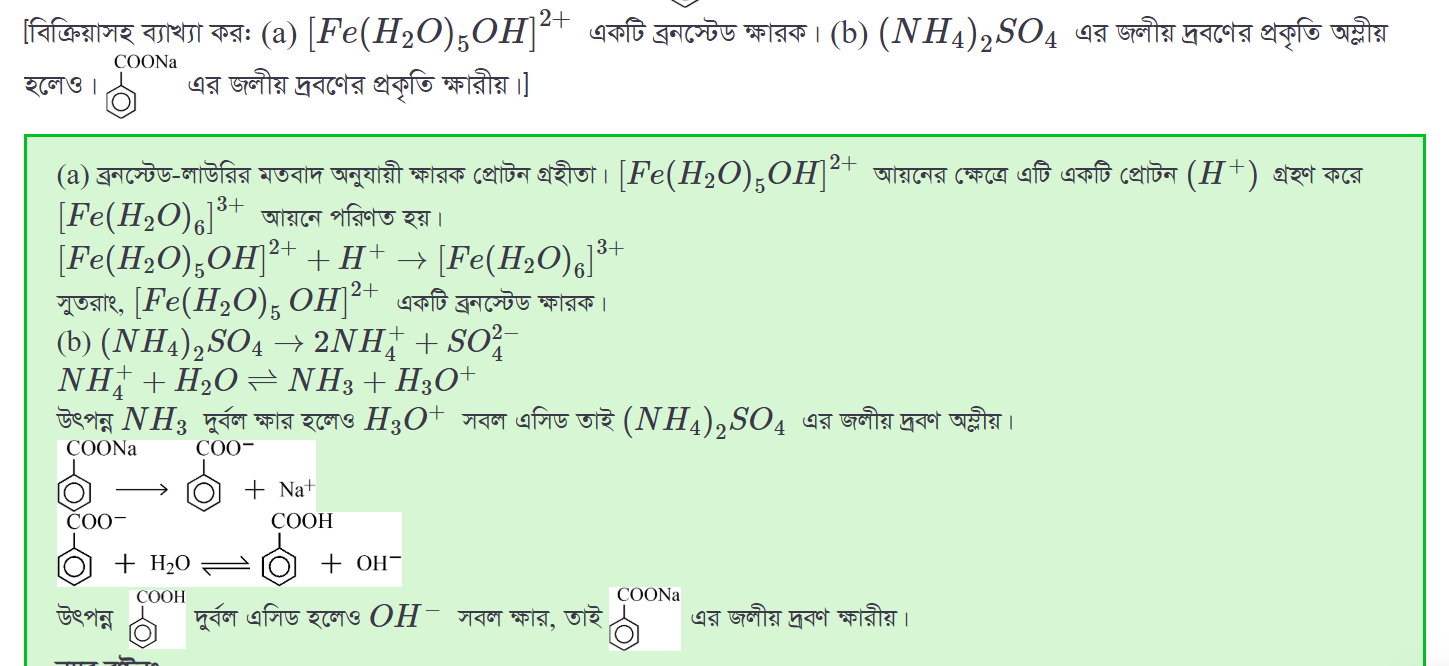 [বিক্রিয়াসহ ব্যাখ্যা কর: (a) [Fe(H₂O)₅OH]²⁺ একটি ব্রনস্টেড ক্ষারক। (b) (NH₄)₂SO₄ এর জলীয় দ্রবণের প্রকৃতি অম্লীয়
COONa
হলেও। এর জলীয় দ্রবণের প্রকৃতি ক্ষারীয়।]
(a) ব্রনস্টেড-লাউরির মতবাদ অনুযায়ী ক্ষারক প্রোটন গ্রহীতা। [Fe(H₂O)₅OH]²⁺ আয়নের ক্ষেত্রে এটি একটি প্রোটন (H⁺) গ্রহণ করে
[Fe(H₂O)₆]³⁺ আয়নে পরিণত হয়।
[Fe(H₂O)₅OH]²⁺ + H⁺ → [Fe(H₂O)₆]³⁺
সুতরাং, [Fe(H₂O)₅ OH]²⁺ একটি ব্রনস্টেড ক্ষারক।
(b) (NH₄)₂SO₄ → 2NH₄⁺ + SO₄²⁻
NH₄⁺ + H₂O ⇌ NH₃ + H₃O⁺
উৎপন্ন NH₃ দুর্বল ক্ষার হলেও H₃O⁺ সবল এসিড তাই (NH₄)₂SO₄ এর জলীয় দ্রবণ অম্লীয়।
COONa COO⁻
⟶ + Na⁺
COO⁻ COOH
+ H₂O ⇌ + OH⁻
COOH COONa
উৎপন্ন দুর্বল এসিড হলেও OH⁻ সবল ক্ষার, তাই এর জলীয় দ্রবণ ক্ষারীয়।